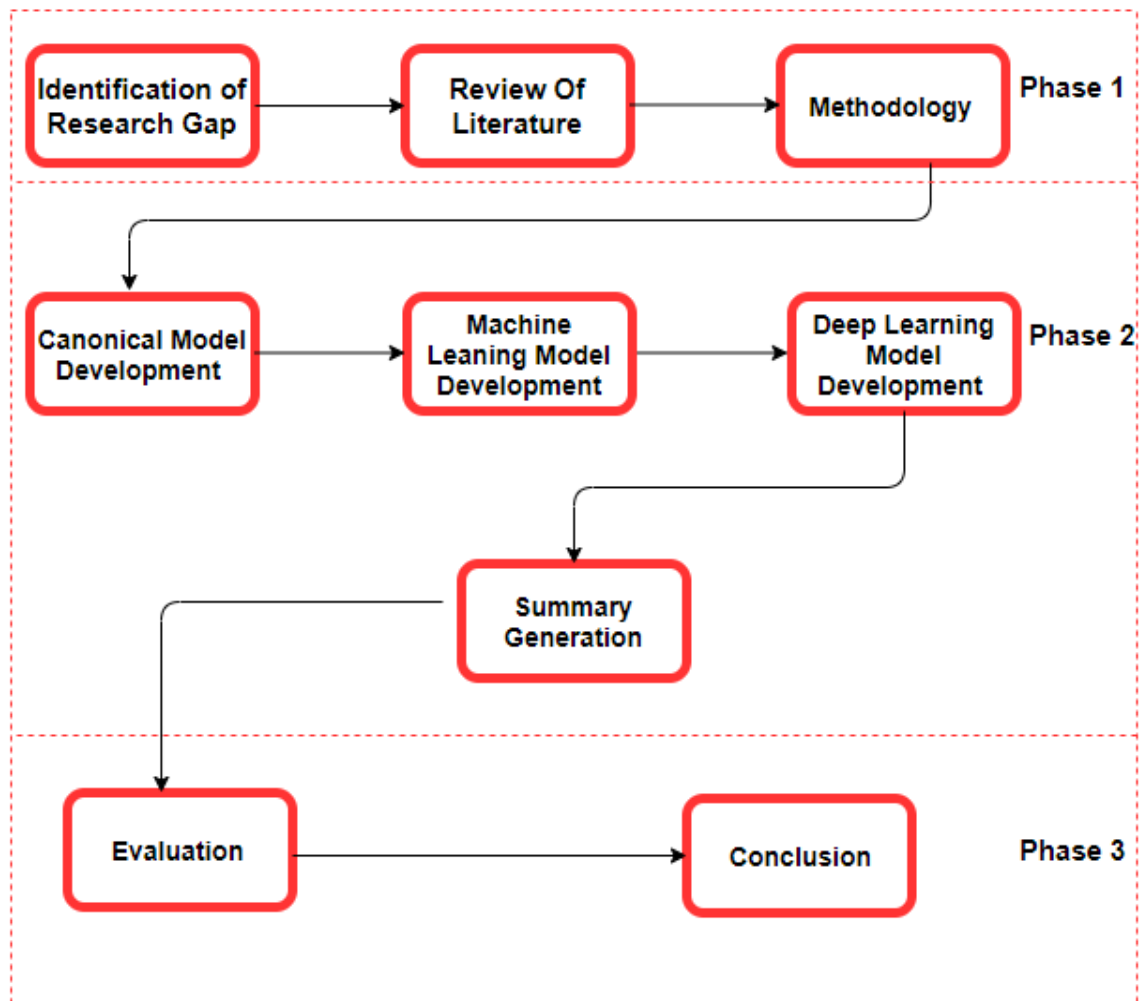 Identification of
Research Gap
Review Of
Literature
Methodology
Phase 1
Canonical Model
Development
Machine
Leaning Model
Development
Deep Learning
Model
Development
Phase 2
Summary
Generation
Evaluation
Conclusion
Phase 3